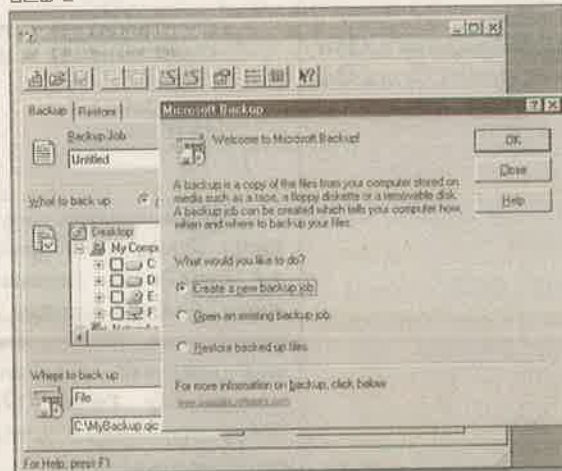 Backup Restore
Backup Job
Untitled
What to back up
Desktop
My Comp
C
D
E
F
Where to back up
File
C:\MyBackup.qic
For Help, press F1
Microsoft Backup
Welcome to Microsoft Backup!
A backup is a copy of the files from your computer stored on
media such as a tape, a floppy diskette or a removable disk.
A backup job can be created which tells your computer how,
when and where to backup your files.
What would you like to do?
Create a new backup job
Open an existing backup job
Restore backed up files
For more information on backup, click below
OK
Close
Help